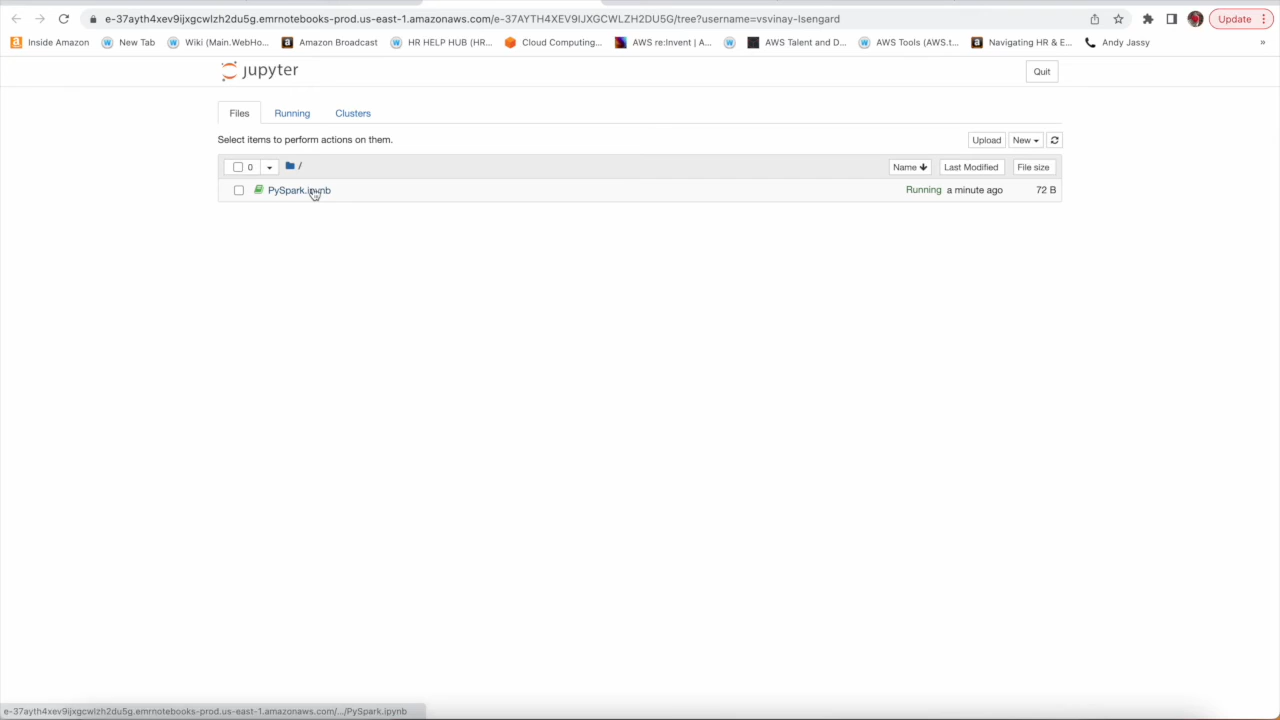 e-37ayth4xev9ijxgcwlzh2du5g.emrnotebooks-prod.us-east-1.amazonaws.com/e-37AYTH4XEV9IJXGCWLZH2DU5G/tree?username=vsvinay-Isengard Update
Inside Amazon New Tab Wiki (Main.WebHo... Amazon Broadcast HR HELP HUB (HR... Cloud Computing,... AWS re:Invent | A... AWS Talent and D... AWS Tools (AWS.t... Navigating HR & E... Andy Jassy »
jupyter Quit
Files Running Clusters
Select items to perform actions on them. Upload New
0 / Name Last Modified File size
PySpark.ipynb Running a minute ago 72 B
e-37ayth4xev9ijxgcwlzh2du5g.emrnotebooks-prod.us-east-1.amazonaws.com/.../PySpark.ipynb